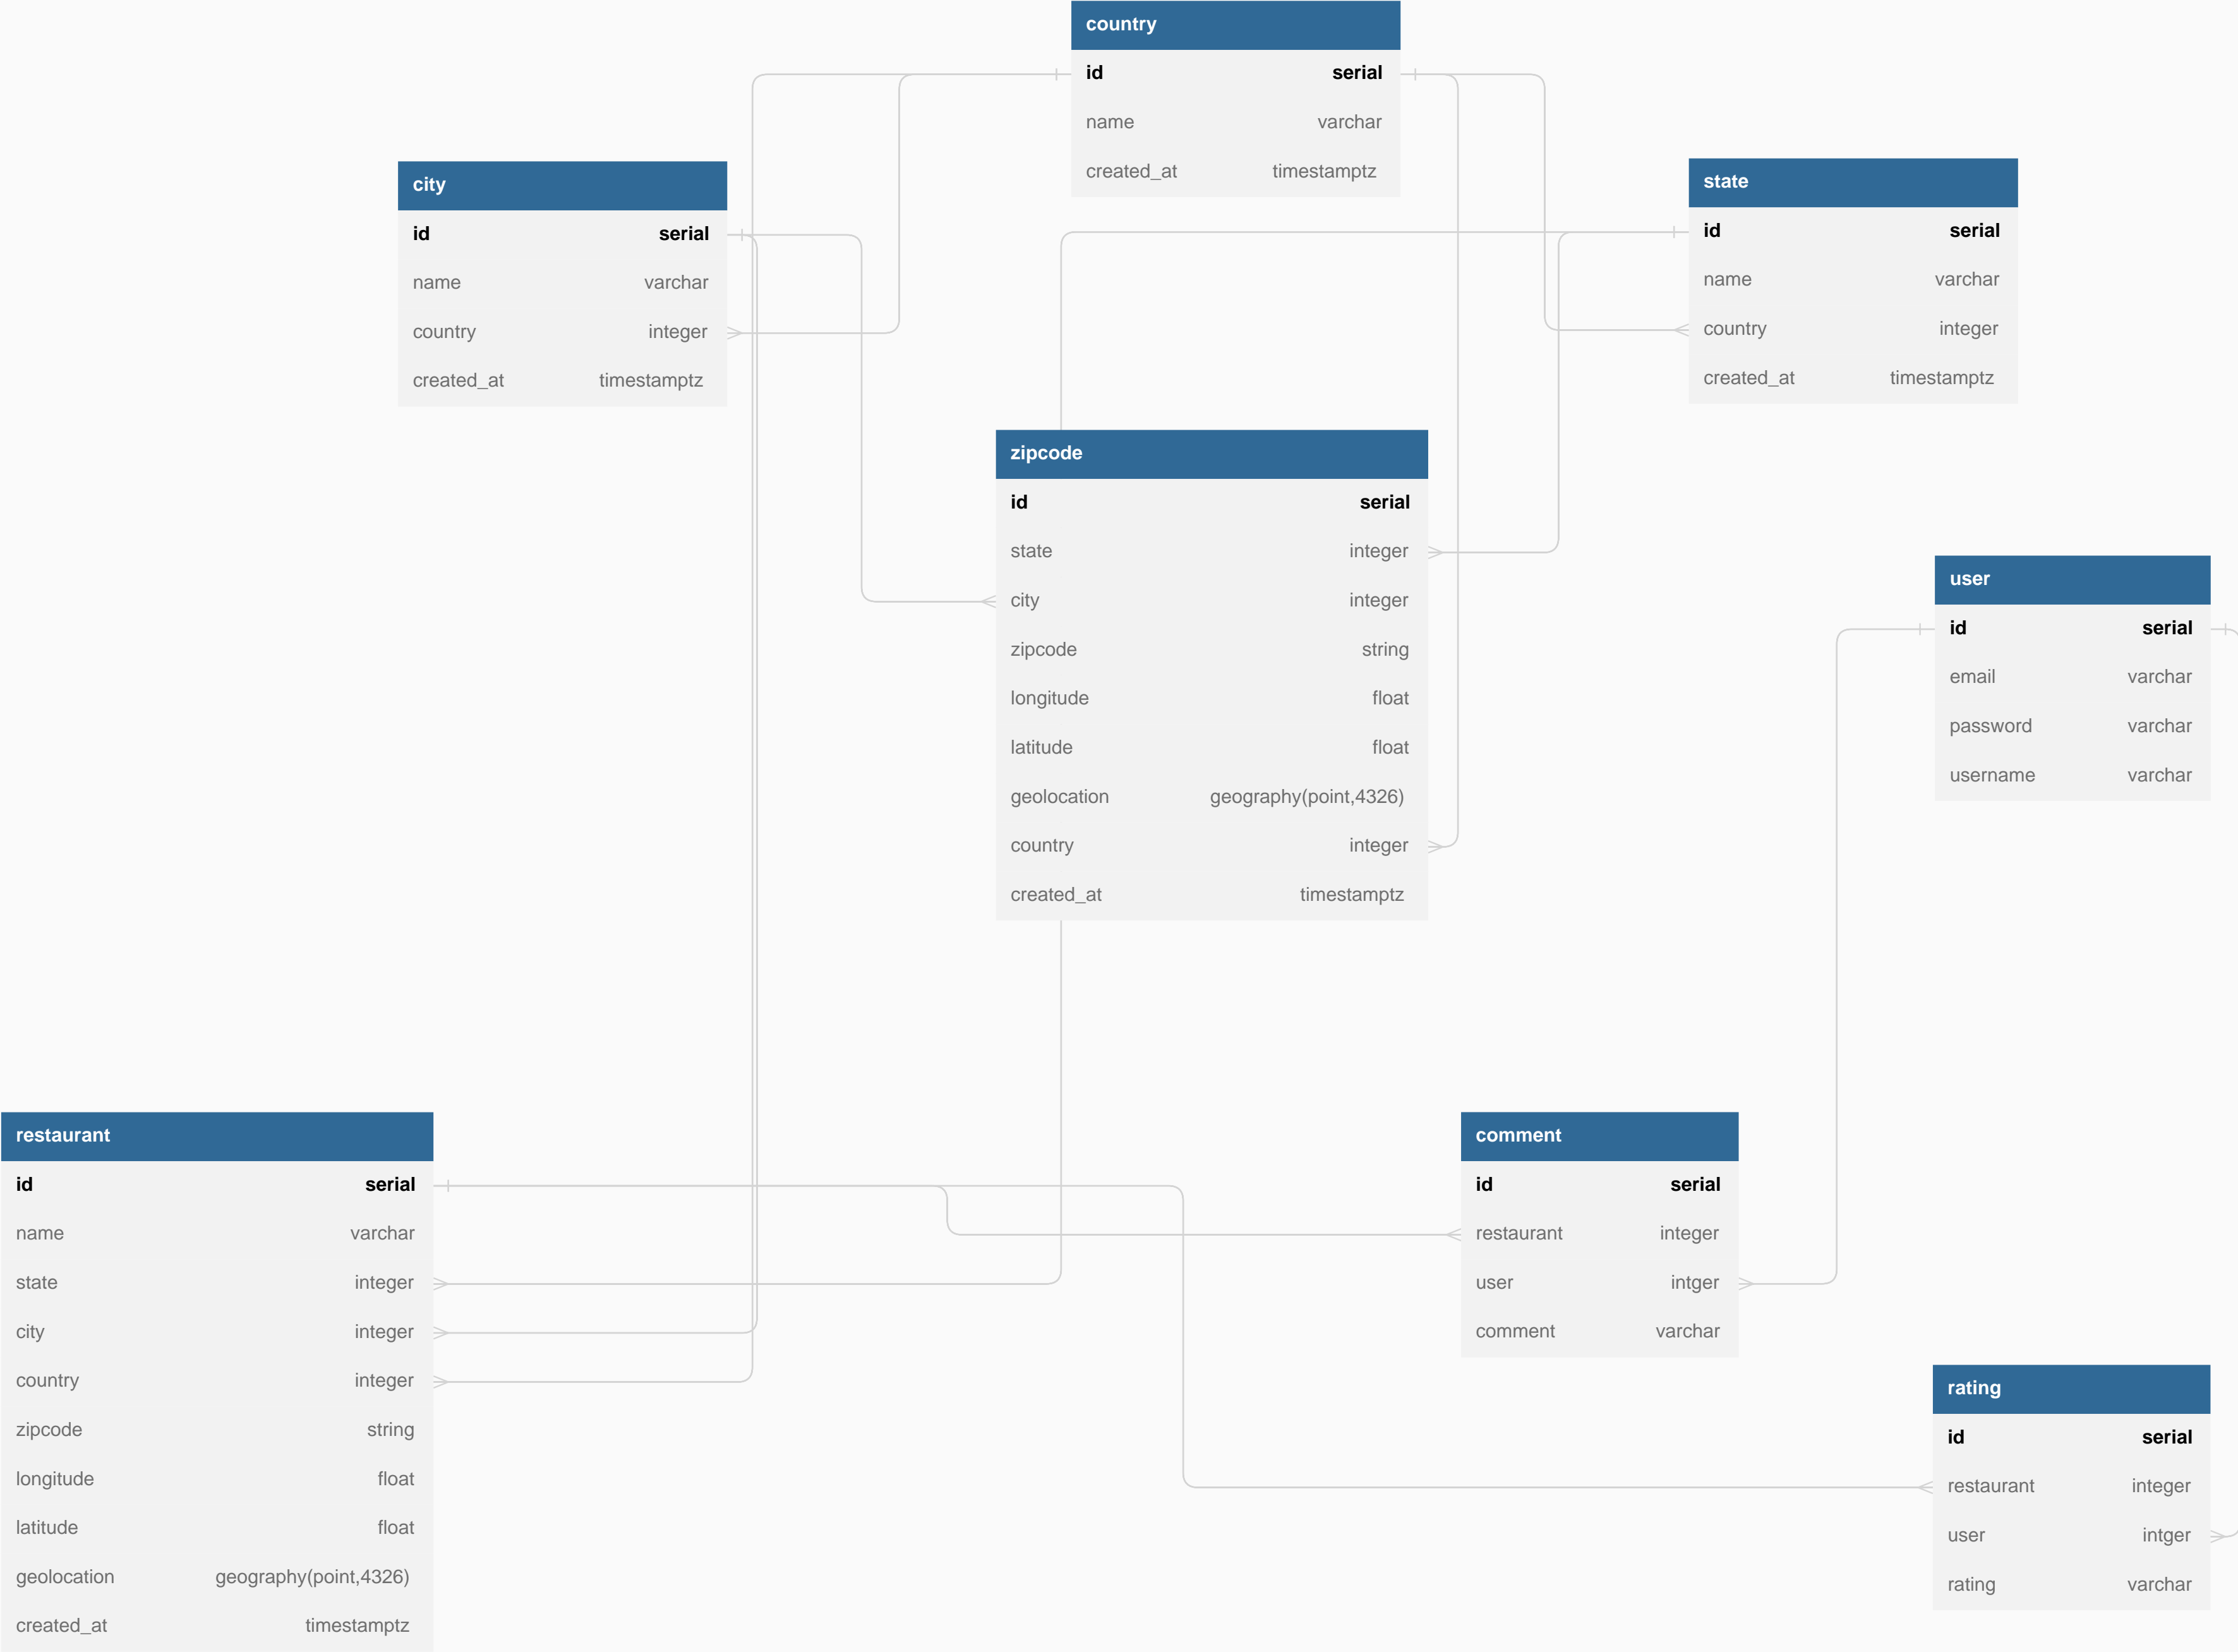 country
id serial
name varchar
created_at timestamptz
city
id serial
name varchar
country integer
created_at timestamptz
state
id serial
name varchar
country integer
created_at timestamptz
zipcode
id serial
state integer
city integer
zipcode string
longitude float
latitude float
geolocation geography(point,4326)
country integer
created_at timestamptz
user
id serial
email varchar
password varchar
username varchar
restaurant
id serial
name varchar
state integer
city integer
country integer
zipcode string
longitude float
latitude float
geolocation geography(point,4326)
created_at timestamptz
comment
id serial
restaurant integer
user intger
comment varchar
rating
id serial
restaurant integer
user intger
rating varchar